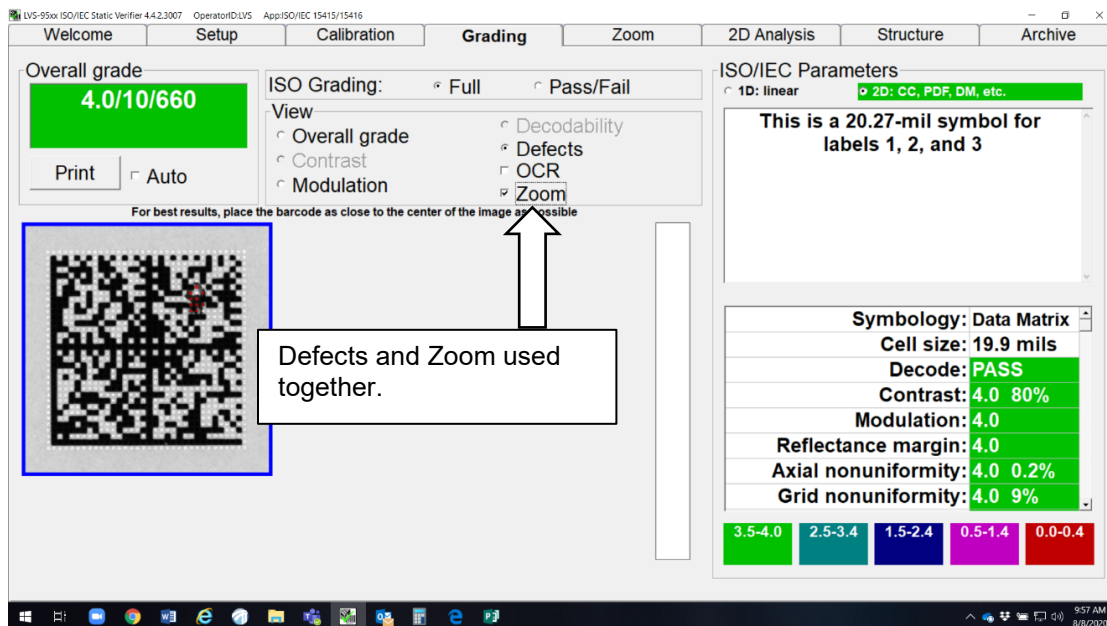 LVS-95xx ISO/IEC Static Verifier 4.4.2.3007 OperatorID:LVS App:ISO/IEC 15415/15416
Welcome Setup Calibration Grading Zoom 2D Analysis Structure Archive
Overall grade
4.0/10/660
Print
Auto
ISO Grading: Full Pass/Fail
View
Overall grade
Contrast
Modulation
Decodability
Defects
OCR
Zoom
For best results, place the barcode as close to the center of the image as possible
Defects and Zoom used
together.
ISO/IEC Parameters
1D: linear 2D: CC, PDF, DM, etc.
This is a 20.27-mil symbol for
labels 1, 2, and 3
Symbology: Data Matrix
Cell size: 19.9 mils
Decode: PASS
Contrast: 4.0 80%
Modulation: 4.0
Reflectance margin: 4.0
Axial nonuniformity: 4.0 0.2%
Grid nonuniformity: 4.0 9%
3.5-4.0 2.5-3.4 1.5-2.4 0.5-1.4 0.0-0.4
9:57 AM
8/8/2020